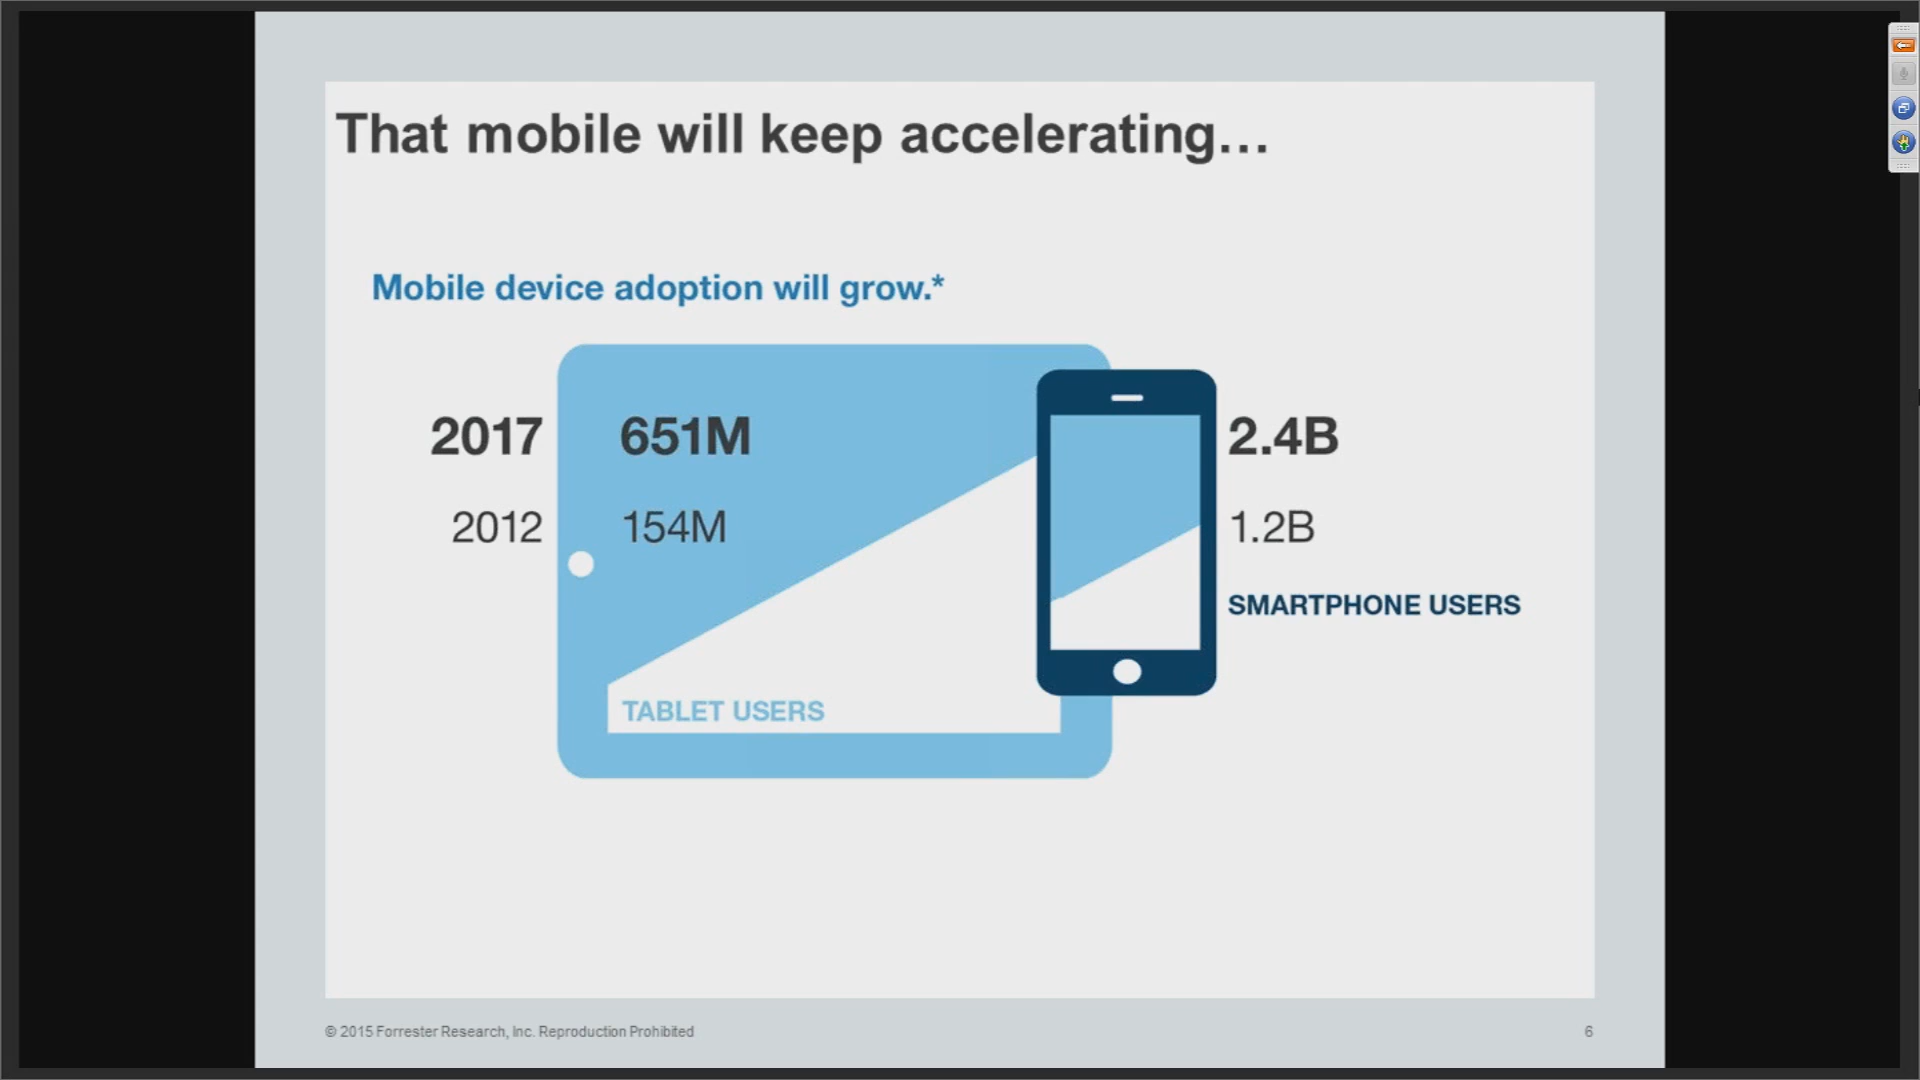 That mobile will keep accelerating…
Mobile device adoption will grow.*
2017 651M 2.4B
2012 154M 1.2B
SMARTPHONE USERS
TABLET USERS
© 2015 Forrester Research, Inc. Reproduction Prohibited 6